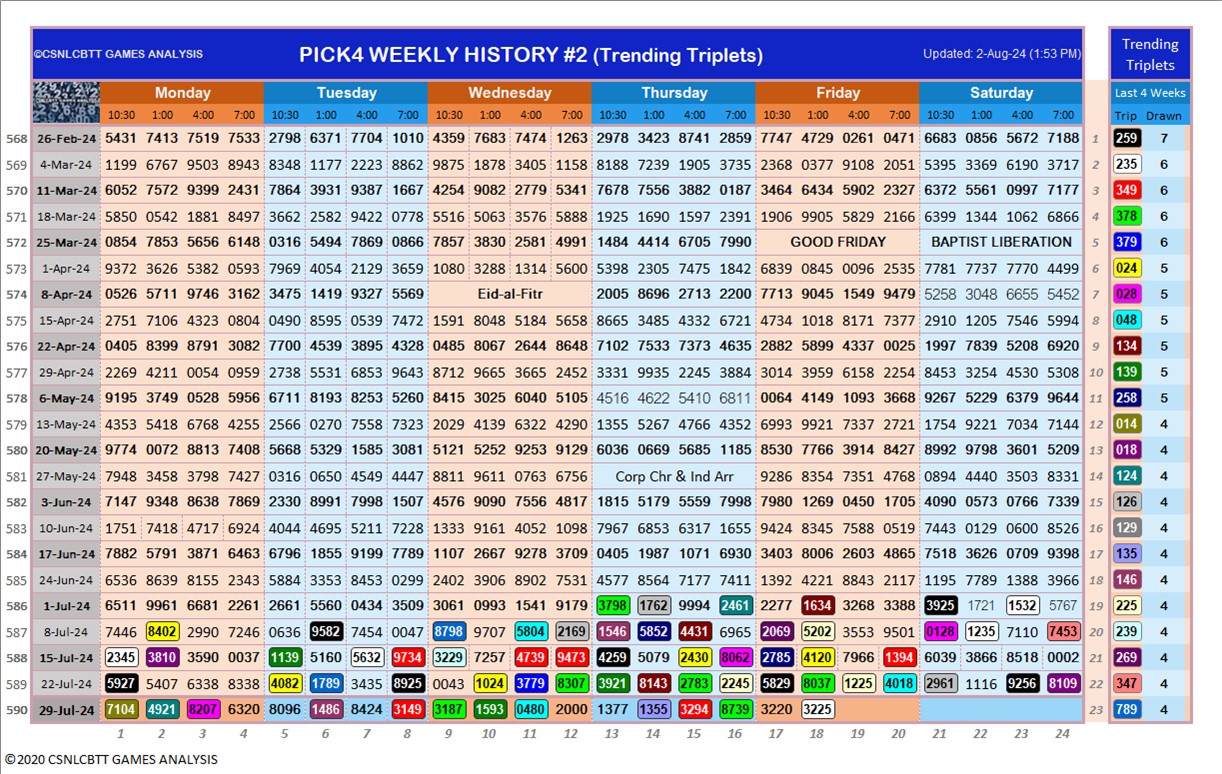 ©CSNLCBTT GAMES ANALYSIS PICK4 WEEKLY HISTORY #2 (Trending Triplets) Updated: 2-Aug-24 (1:53 PM) Trending Triplets
Monday Tuesday Wednesday Thursday Friday Saturday Last 4 Weeks
10:30 1:00 4:00 7:00 10:30 1:00 4:00 7:00 10:30 1:00 4:00 7:00 10:30 1:00 4:00 7:00 10:30 1:00 4:00 7:00 10:30 1:00 4:00 7:00 Trip Drawn
568 26-Feb-24 5431 7413 7519 7533 2798 6371 7704 1010 4359 7683 7474 1263 2978 3423 8741 2859 7747 4729 0261 0471 6683 0856 5672 7188 1 259 7
569 4-Mar-24 1199 6767 9503 8943 8348 1177 2223 8862 9875 1878 3405 1158 8188 7239 1905 3735 2368 0377 9108 2051 5395 3369 6190 3717 2 235 6
570 11-Mar-24 6052 7572 9399 2431 7864 3931 9387 1667 4254 9082 2779 5341 7678 7556 3882 0187 3464 6434 5902 2327 6372 5561 0997 7177 3 349 6
571 18-Mar-24 5850 0542 1881 8497 3662 2582 9422 0778 5516 5063 3576 5888 1925 1690 1597 2391 1906 9905 5829 2166 6399 1344 1062 6866 4 378 6
572 25-Mar-24 0854 7853 5656 6148 0316 5494 7869 0866 7857 3830 2581 4991 1484 4414 6705 7990 GOOD FRIDAY BAPTIST LIBERATION 5 379 6
573 1-Apr-24 9372 3626 5382 0593 7969 4054 2129 3659 1080 3288 1314 5600 5398 2305 7475 1842 6839 0845 0096 2535 7781 7737 7770 4499 6 024 5
574 8-Apr-24 0526 5711 9746 3162 3475 1419 9327 5569 Eid-al-Fitr 2005 8696 2713 2200 7713 9045 1549 9479 5258 3048 6655 5452 7 028 5
575 15-Apr-24 2751 7106 4323 0804 0490 8595 0539 7472 1591 8048 5184 5658 8665 3485 4332 6721 4734 1018 8171 7377 2910 1205 7546 5994 8 048 5
576 22-Apr-24 0405 8399 8791 3082 7700 4539 4395 4328 0485 8067 2644 8648 7102 7533 7373 4635 2882 5899 4337 0025 1997 7839 5208 6920 9 134 5
577 29-Apr-24 2269 4211 0054 0959 2738 5531 6853 9643 8712 9665 3665 2452 3331 9935 2245 3884 3014 3959 6158 2254 8453 3254 4530 5308 10 139 5
578 6-May-24 9195 3749 0528 5956 6711 8193 8253 5260 8415 3025 6040 5105 4516 4622 5410 6811 0064 4149 1093 3668 9267 5229 6379 9644 11 258 5
579 13-May-24 4353 5418 6768 4255 2566 0270 7558 7323 2029 4139 6322 4290 1355 5267 4766 4352 6993 9921 7337 2721 1754 9221 7034 7144 12 014 4
580 20-May-24 9774 0072 8813 7408 5668 5329 1585 3081 5121 5252 9253 9129 6036 0669 5685 1185 8530 7766 3914 8427 8992 9798 3601 5209 13 018 4
581 27-May-24 7948 3458 3798 7427 0316 0650 4549 4447 8811 9611 0763 6756 Corp Chr & Ind Arr 9286 8354 7351 4768 0894 4440 3503 8331 14 124 4
582 3-Jun-24 7147 9348 8638 7869 2330 8991 7998 1507 4576 9090 7556 4817 1815 5179 5559 7998 7980 1269 0450 1705 4090 0573 0766 7339 15 126 4
583 10-Jun-24 1751 7418 4717 6924 4044 4695 5211 7228 1333 9161 4052 1098 7967 6853 6317 1655 9424 8345 7588 0519 7443 0129 0600 8526 16 129 4
584 17-Jun-24 7882 5791 3871 6463 6796 1855 9199 7789 1107 2667 9278 3709 0405 1987 1071 6930 3403 8006 2603 4865 7518 3626 0709 9398 17 135 4
585 24-Jun-24 6536 8639 8155 2343 5884 3353 8453 0299 2402 3906 8902 7531 4577 8564 7177 7411 1392 4221 8843 2117 1195 7789 1388 3966 18 146 4
586 1-Jul-24 6511 9961 6681 2261 2661 5560 0434 3509 3061 0993 1541 9179 3798 1762 9994 2461 2277 1634 3268 3388 3925 1721 1532 5767 19 225 4
587 8-Jul-24 7446 8402 2990 7246 0636 9582 7454 0047 8798 9707 5804 2169 1546 5852 4431 6965 2069 5202 3553 9501 0128 1235 7110 7453 20 239 4
588 15-Jul-24 2345 3810 3590 0037 1139 5160 5632 9734 3229 7257 4739 9473 4259 5079 2430 8062 2785 4120 7966 1394 6039 3866 8518 0002 21 269 4
589 22-Jul-24 5927 5407 6339 8338 4082 1789 3435 8925 0043 1024 3779 8307 3921 8143 2783 2245 5829 8037 1225 4018 2961 1116 9256 8109 22 347 4
590 29-Jul-24 7104 4921 8207 6320 8096 1486 8424 3149 3187 1593 0480 2000 1377 1355 3294 8739 3220 3225 23 789 4
1 2 3 4 5 6 7 8 9 10 11 12 13 14 15 16 17 18 19 20 21 22 23 24
©2020 CSNLCBTT GAMES ANALYSIS